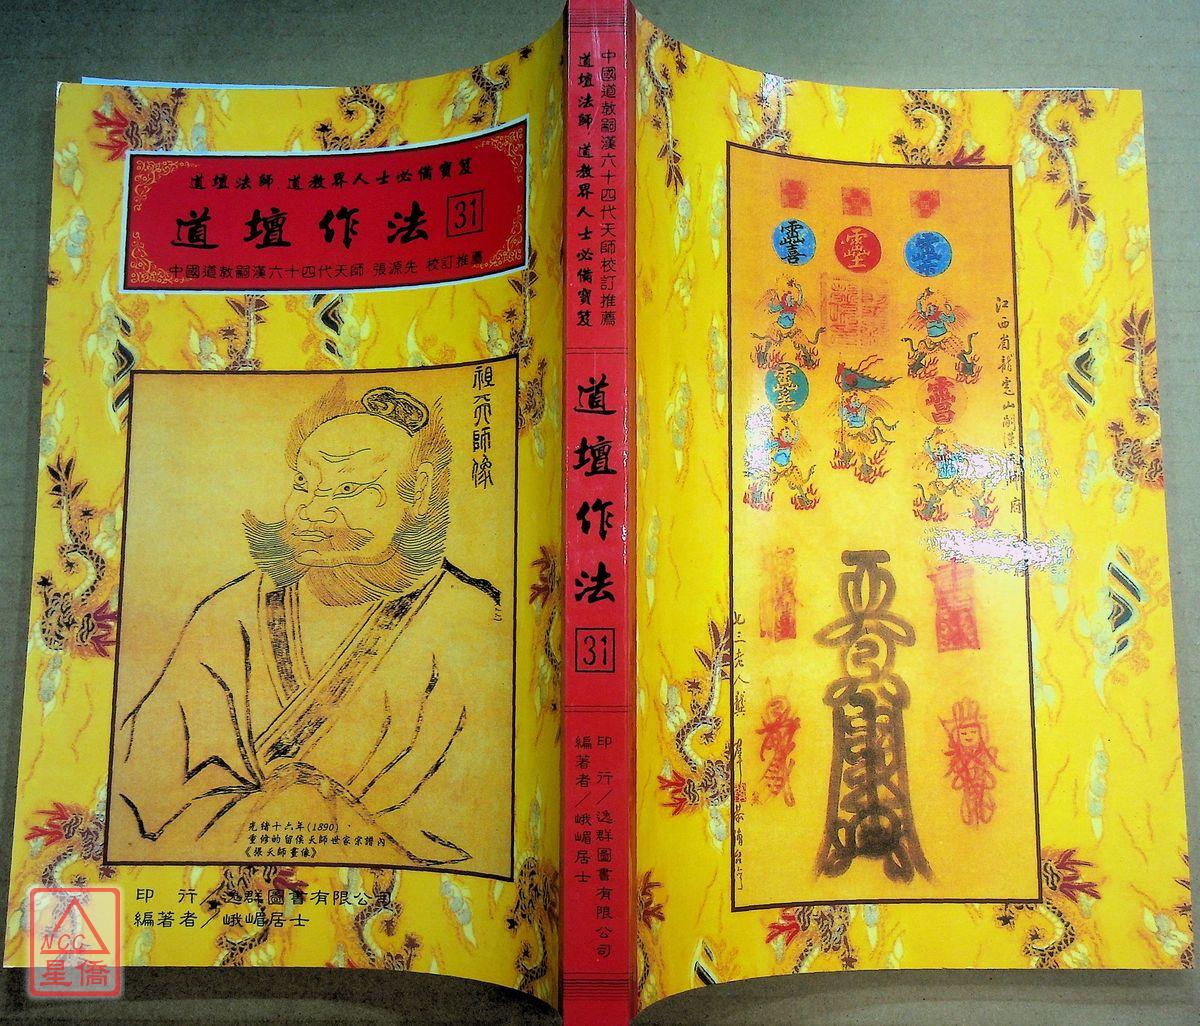 道壇法師、道教界人士必備寶笈
道壇作法 31
中國道教嗣漢六十四代天師 張源先 校訂推薦
祖天師像
光緒十六年(1890)
重修的留侯天師世家宗譜內
《張天師畫像》
印 行／逸群圖書有限公司
編著者／峨嵋居士
NCC
星僑
中國道教嗣漢六十四代天師校訂推薦
道壇法師、道教界人士必備寶笈
道壇作法 31
印 行／逸群圖書有限公司
編著者／峨嵋居士
江西省龍虎山嗣漢天師府